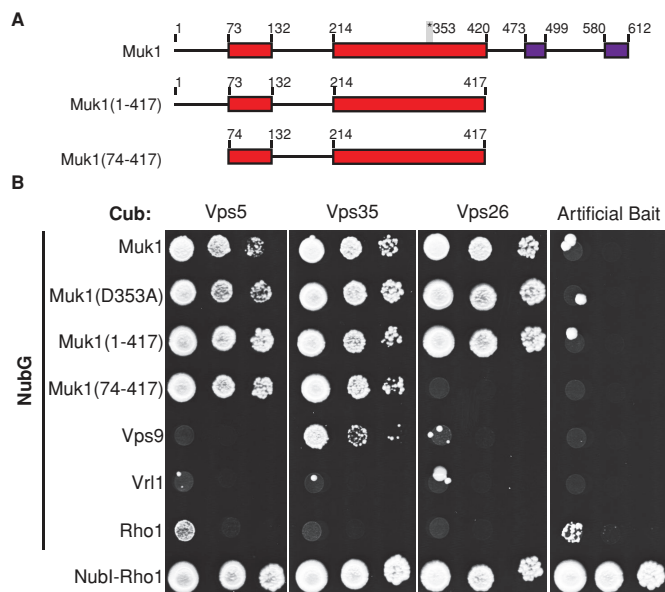 A
1 73 132 214 * 353 420 473 499 580 612
Muk1
1 73 132 214 417
Muk1(1-417)
74 132 214 417
Muk1(74-417)
B
Cub: Vps5 Vps35 Vps26 Artificial Bait
NubG
Muk1
Muk1(D353A)
Muk1(1-417)
Muk1(74-417)
Vps9
Vrl1
Rho1
NubI-Rho1